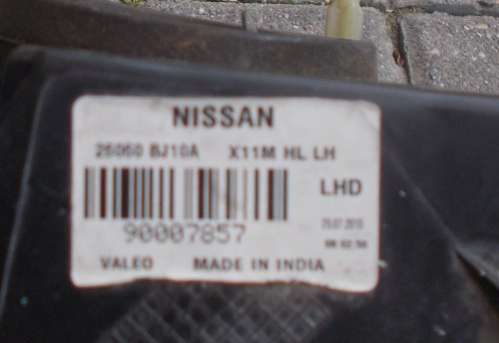 NISSAN
26060 BJ10A X11M HL LH
LHD
90007857
VALEO MADE IN INDIA